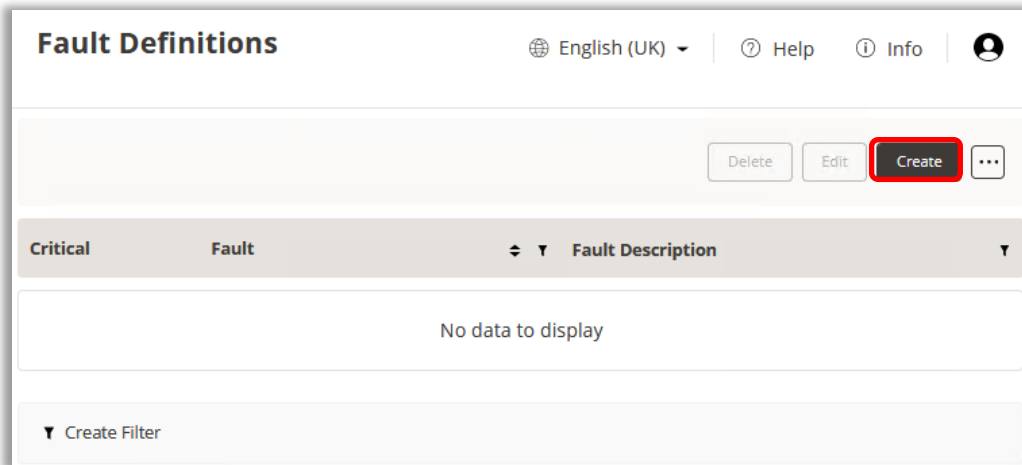 Fault Definitions English (UK) Help Info
Delete Edit Create ...
Critical Fault Fault Description
No data to display
Create Filter